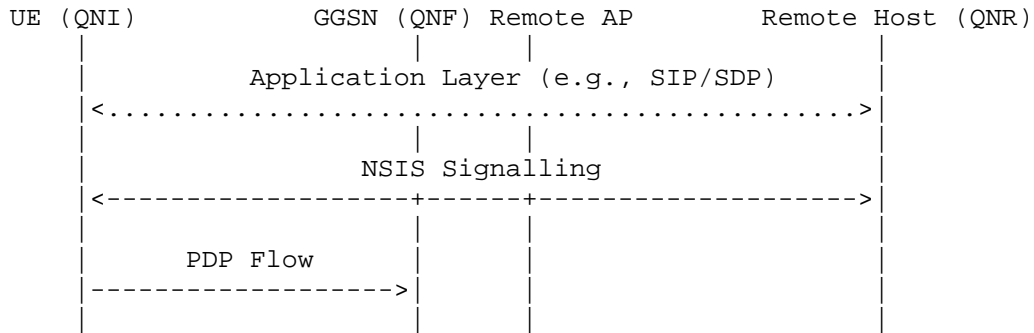 UE (QNI) GGSN (QNF) Remote AP Remote Host (QNR)
Application Layer (e.g., SIP/SDP)
NSIS Signalling
PDP Flow